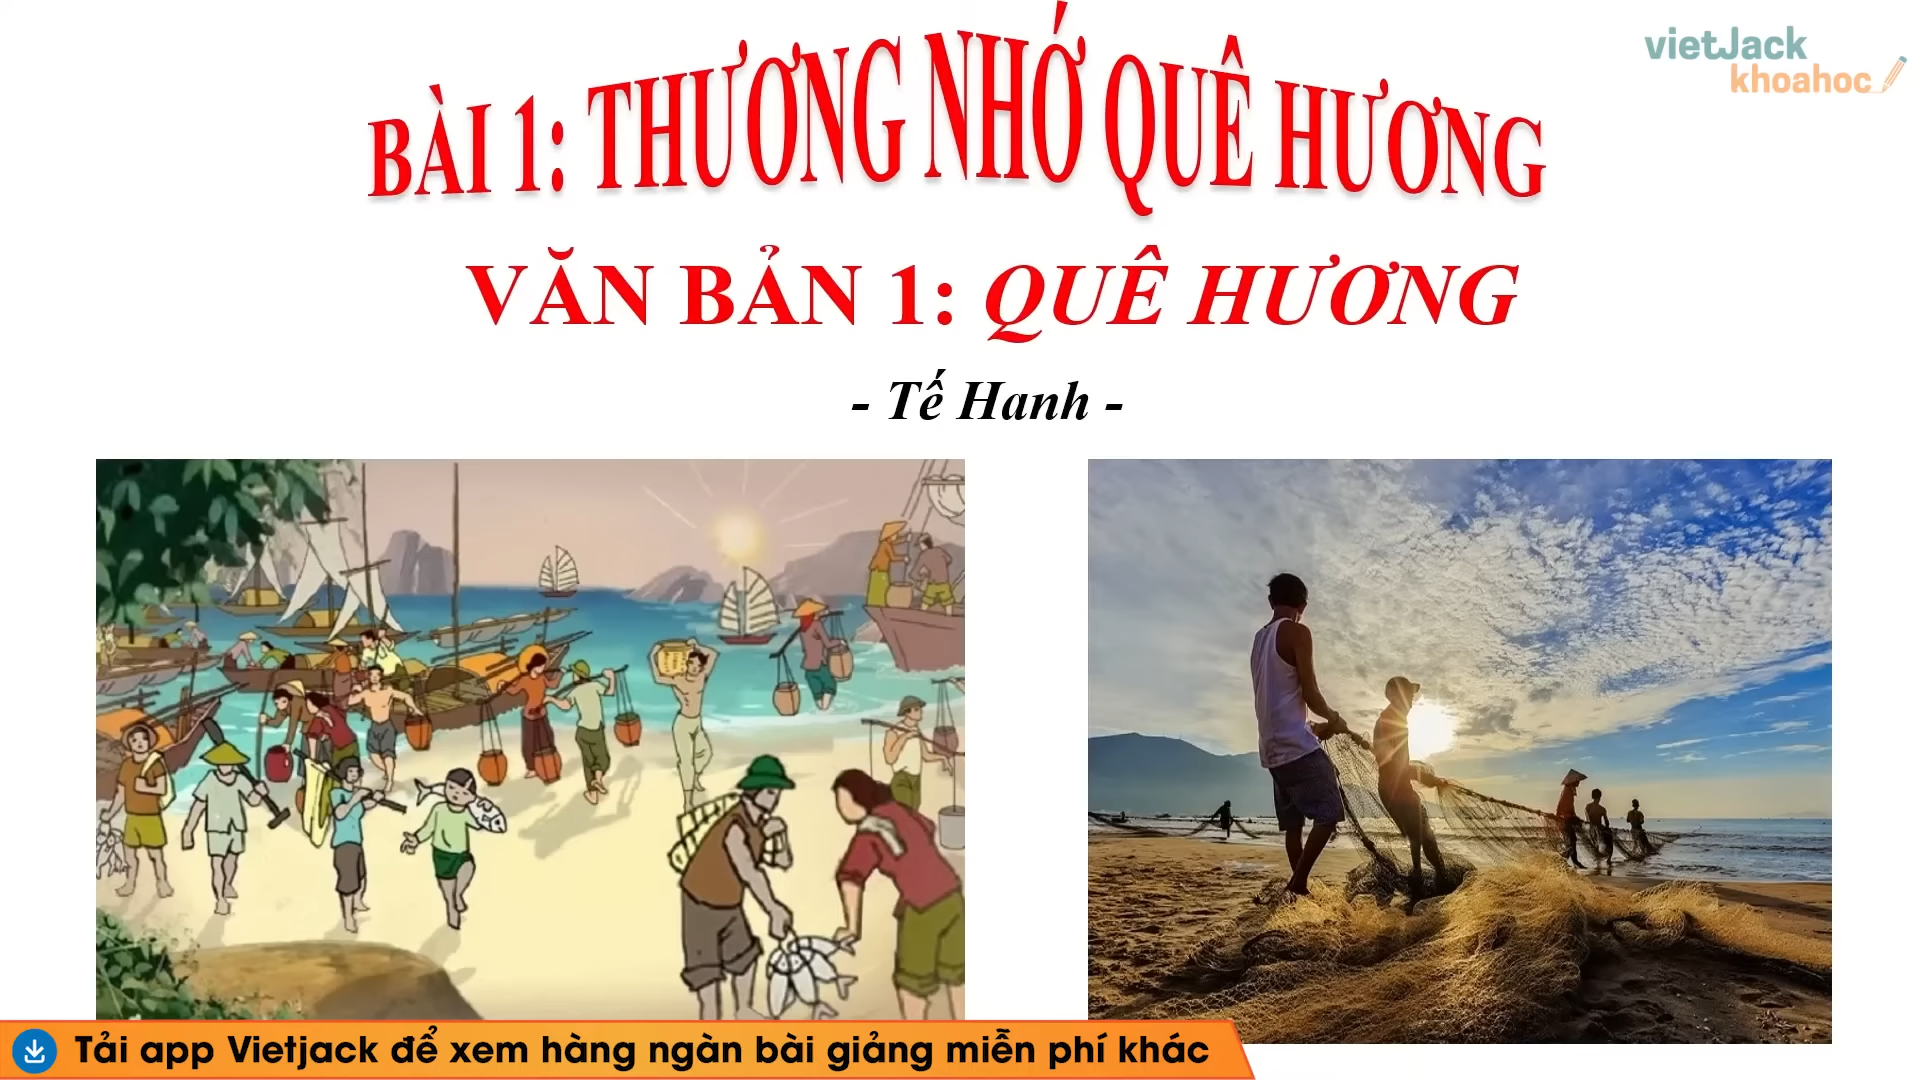 vietJack
khoahoc
BÀI 1: THƯƠNG NHỚ QUÊ HƯƠNG
VĂN BẢN 1: QUÊ HƯƠNG
- Tế Hanh -
Tải app Vietjack để xem hàng ngàn bài giảng miễn phí khác